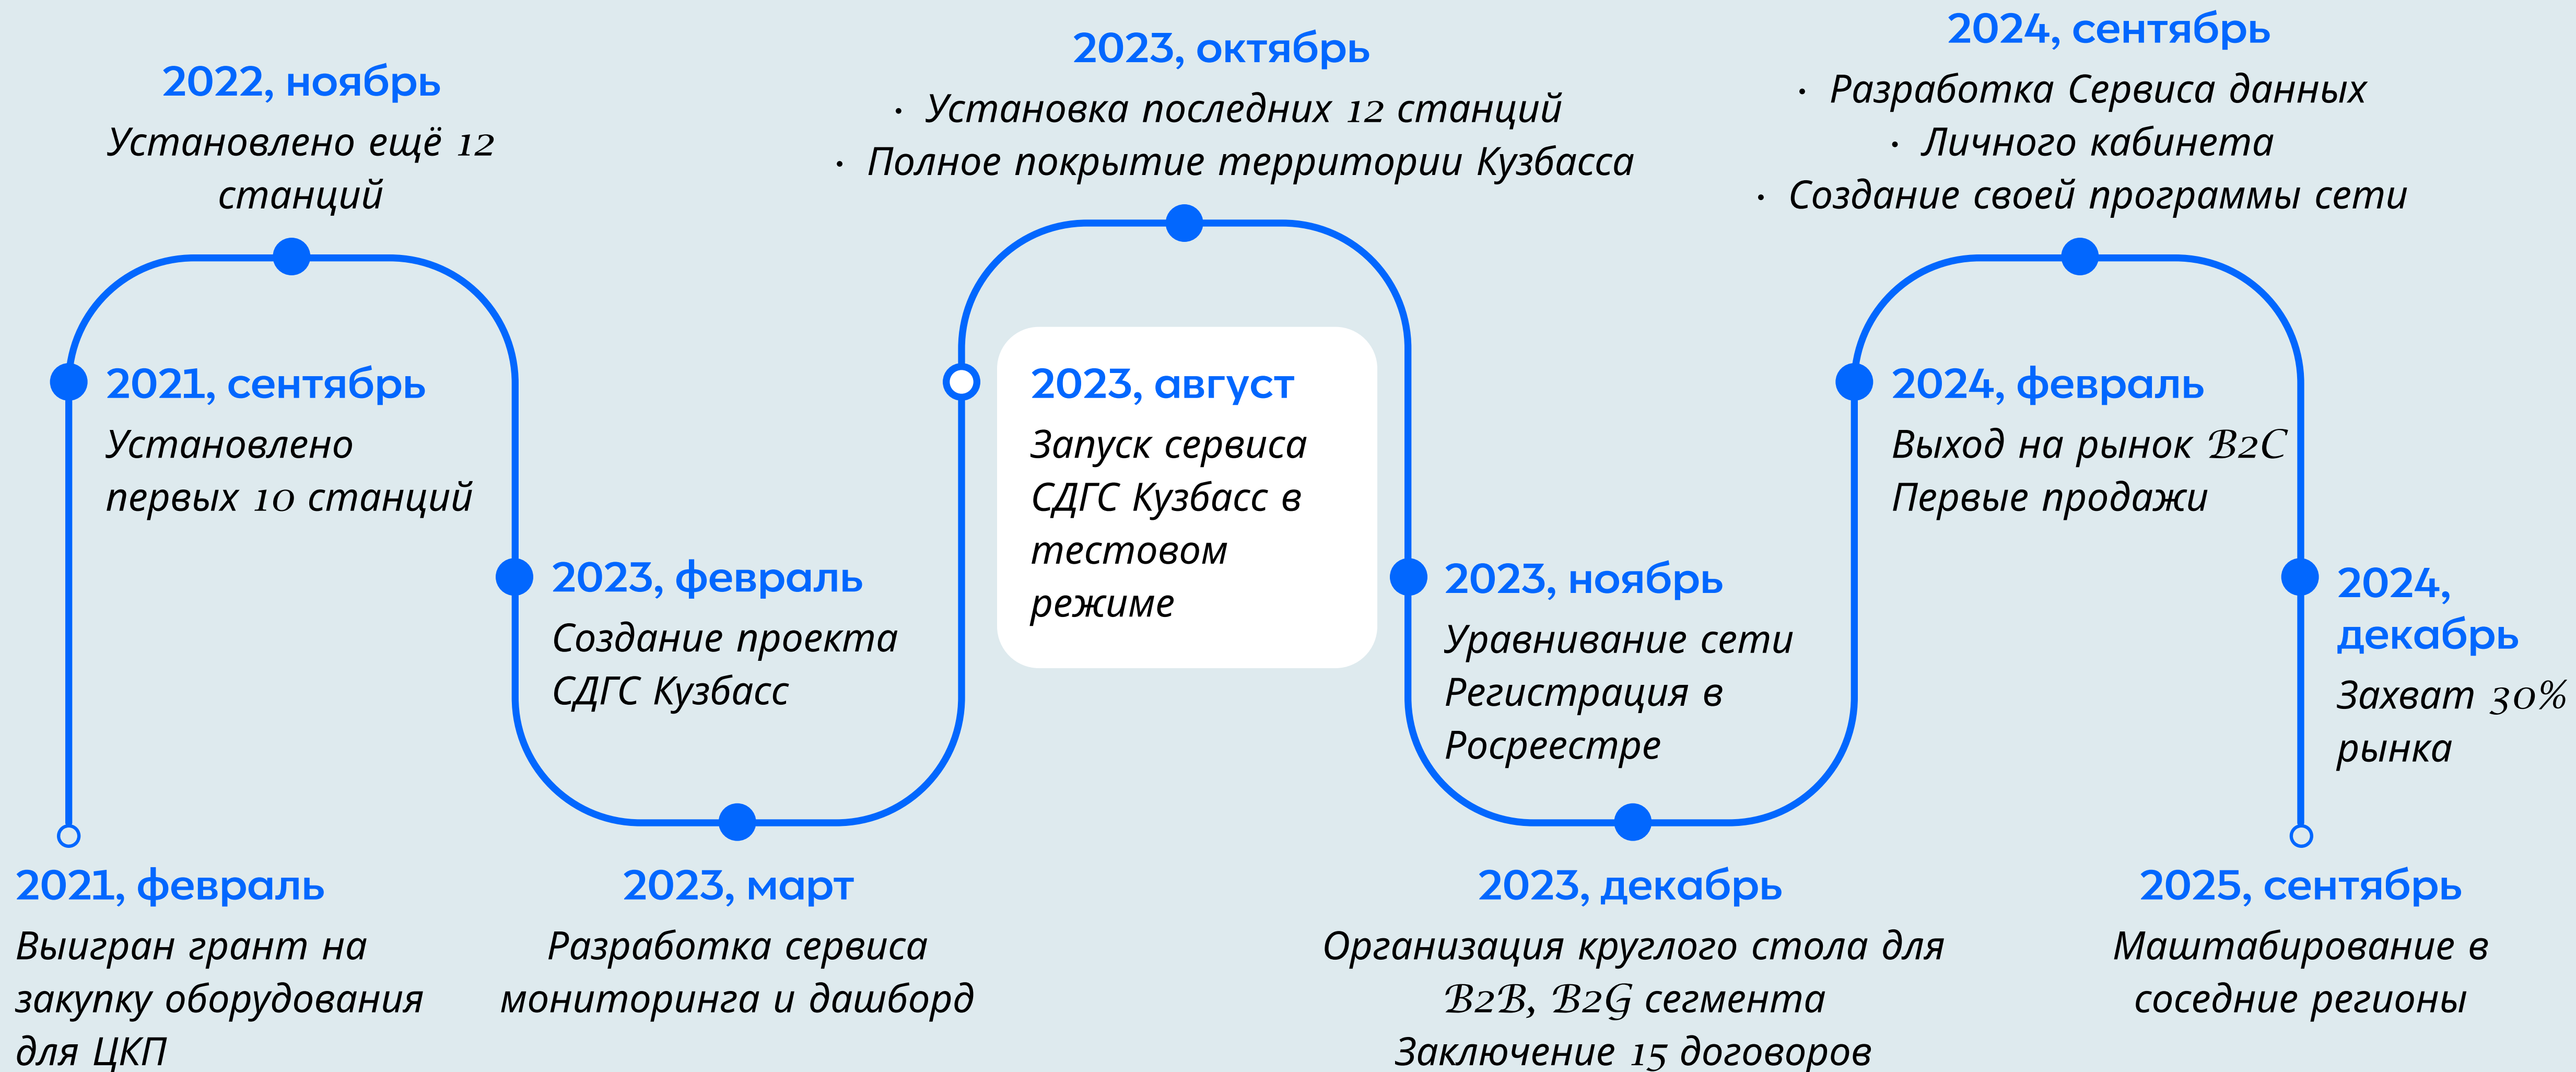 2021, февраль
Выигран грант на
закупку оборудования
для ЦКП
2021, сентябрь
Установлено
первых 10 станций
2022, ноябрь
Установлено ещё 12
станций
2023, февраль
Создание проекта
СДГС Кузбасс
2023, март
Разработка сервиса
мониторинга и дашборд
2023, август
Запуск сервиса
СДГС Кузбасс в
тестовом
режиме
2023, октябрь
· Установка последних 12 станций
· Полное покрытие территории Кузбасса
2023, ноябрь
Уравнивание сети
Регистрация в
Росреестре
2023, декабрь
Организация круглого стола для
B2B, B2G сегмента
Заключение 15 договоров
2024, февраль
Выход на рынок B2C
Первые продажи
2024, сентябрь
· Разработка Сервиса данных
· Личного кабинета
· Создание своей программы сети
2024,
декабрь
Захват 30%
рынка
2025, сентябрь
Маштабирование в
соседние регионы